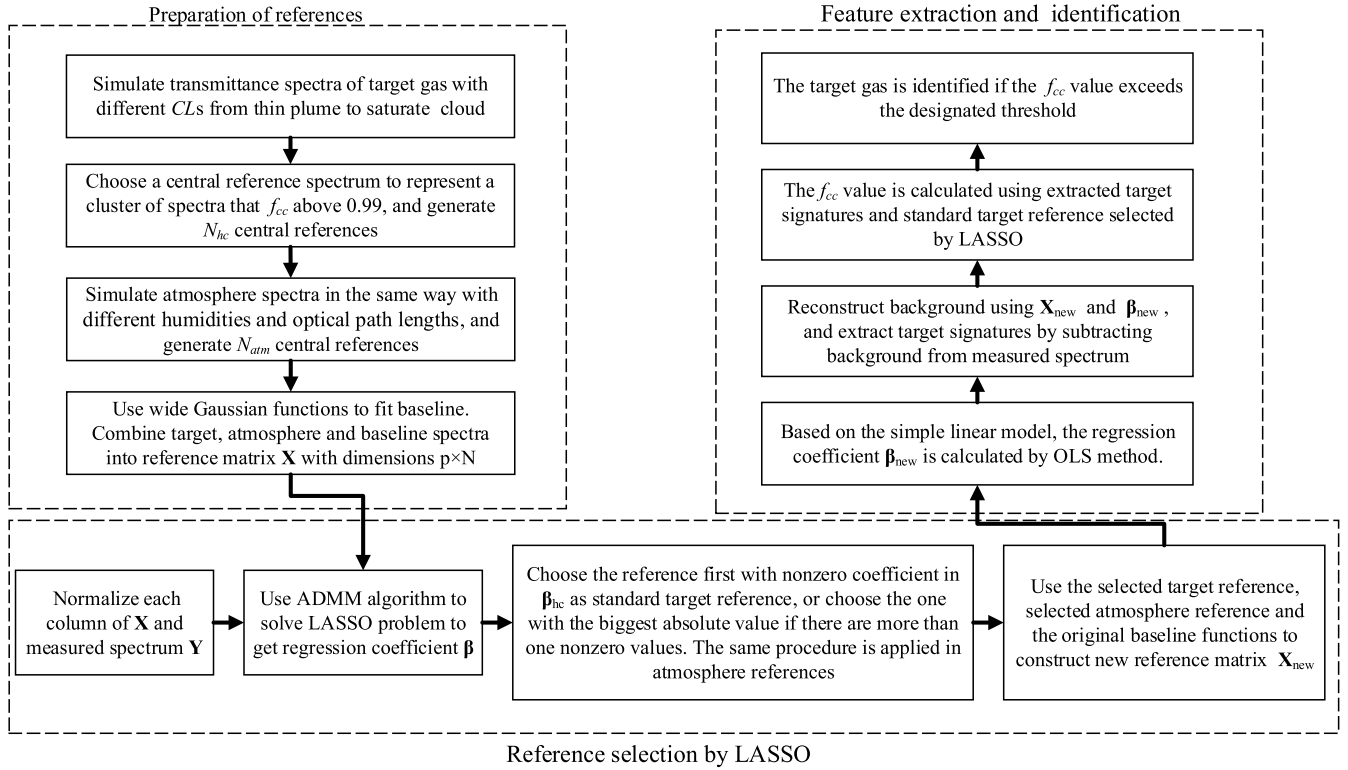 Preparation of references
Simulate transmittance spectra of target gas with
different CLs from thin plume to saturate cloud
Choose a central reference spectrum to represent a
cluster of spectra that fcc above 0.99, and generate
Nhc central references
Simulate atmosphere spectra in the same way with
different humidities and optical path lengths, and
generate Natm central references
Use wide Gaussian functions to fit baseline.
Combine target, atmosphere and baseline spectra
into reference matrix X with dimensions p×N
Normalize each
column of X and
measured spectrum Y
Use ADMM algorithm to
solve LASSO problem to
get regression coefficient β
Choose the reference first with nonzero coefficient in
βhc as standard target reference, or choose the one
with the biggest absolute value if there are more than
one nonzero values. The same procedure is applied in
atmosphere references
Use the selected target reference,
selected atmosphere reference and
the original baseline functions to
construct new reference matrix Xnew
Reference selection by LASSO
Feature extraction and identification
The target gas is identified if the fcc value exceeds
the designated threshold
The fcc value is calculated using extracted target
signatures and standard target reference selected
by LASSO
Reconstruct background using Xnew and βnew ,
and extract target signatures by subtracting
background from measured spectrum
Based on the simple linear model, the regression
coefficient βnew is calculated by OLS method.